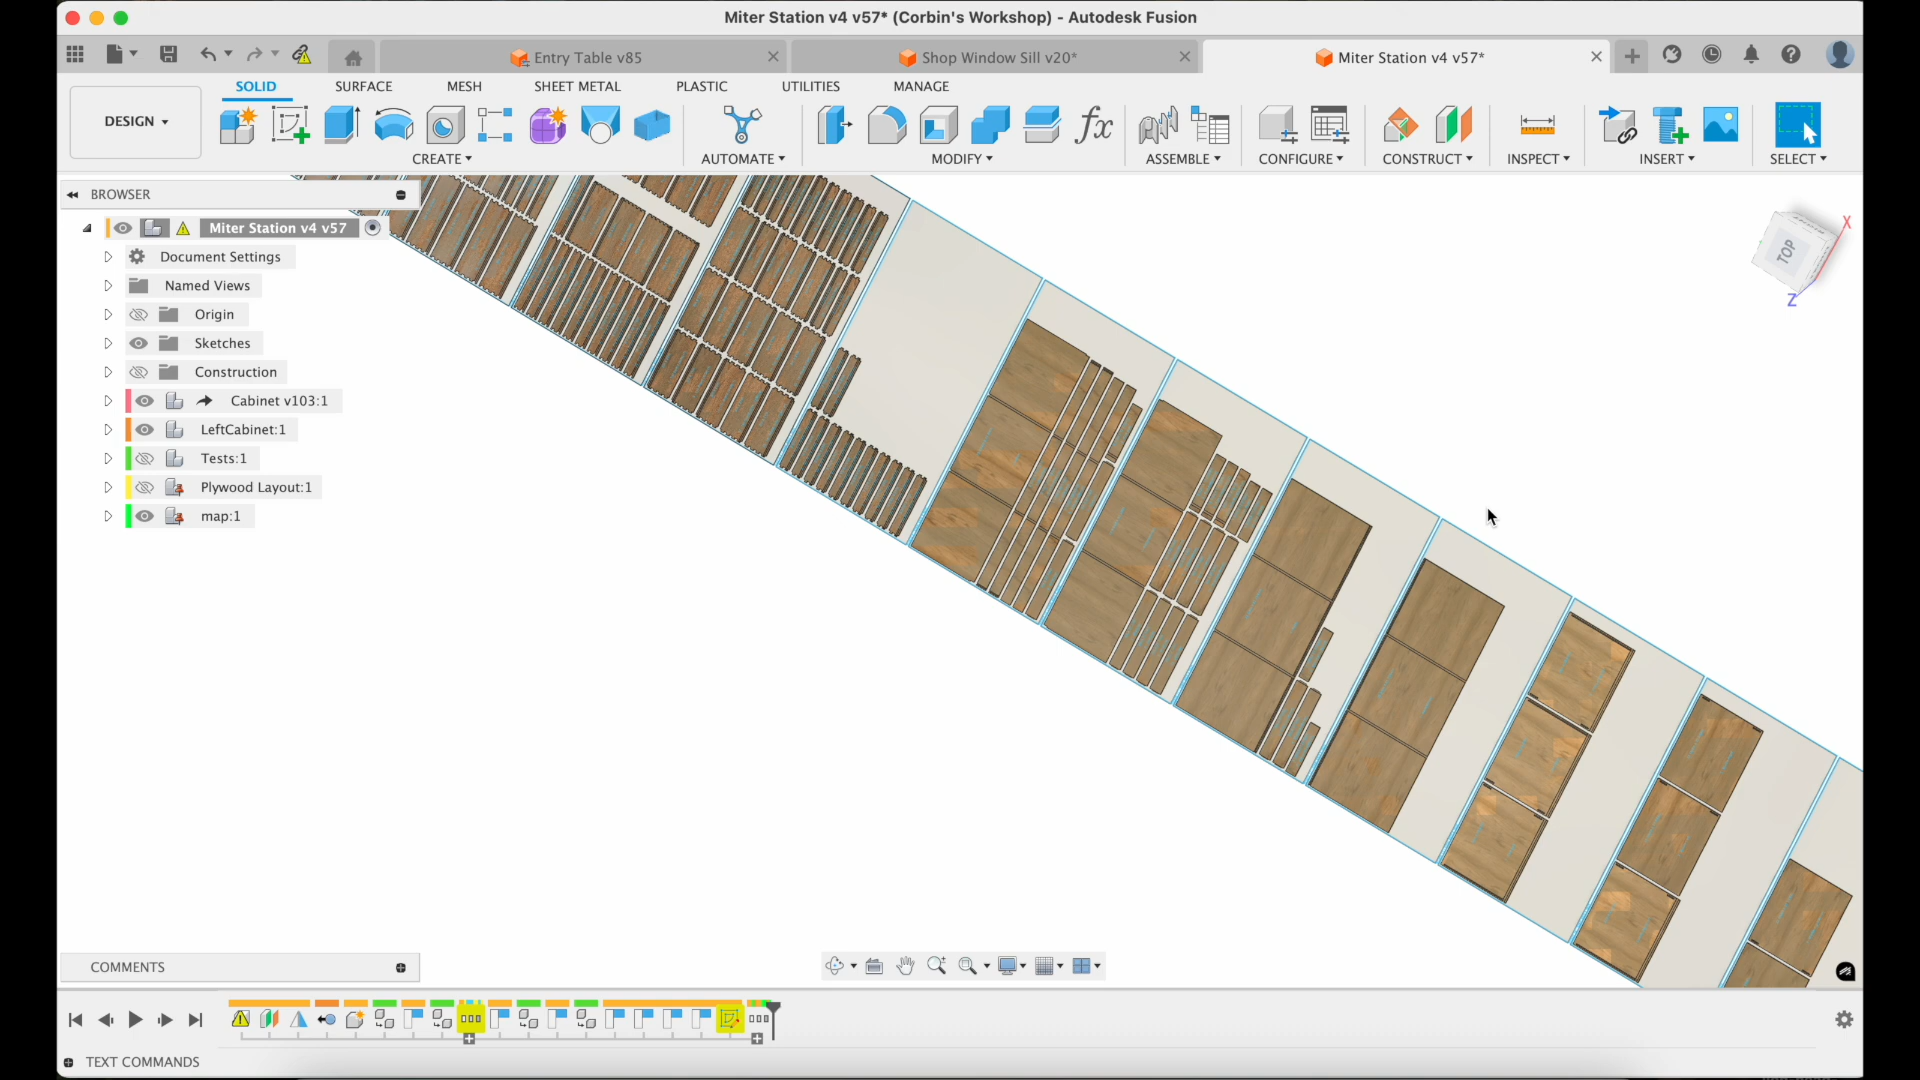 Miter Station v4 v57* (Corbin's Workshop) - Autodesk Fusion
Entry Table v85
Shop Window Sill v20*
Miter Station v4 v57*
SOLID
SURFACE
MESH
SHEET METAL
PLASTIC
UTILITIES
MANAGE
DESIGN
fx
CREATE
AUTOMATE
MODIFY
ASSEMBLE
CONFIGURE
CONSTRUCT
INSPECT
INSERT
SELECT
BROWSER
Miter Station v4 v57
Document Settings
Named Views
Origin
Sketches
Construction
Cabinet v103:1
LeftCabinet:1
Tests:1
Plywood Layout:1
map:1
X
TOP
Z
COMMENTS
TEXT COMMANDS